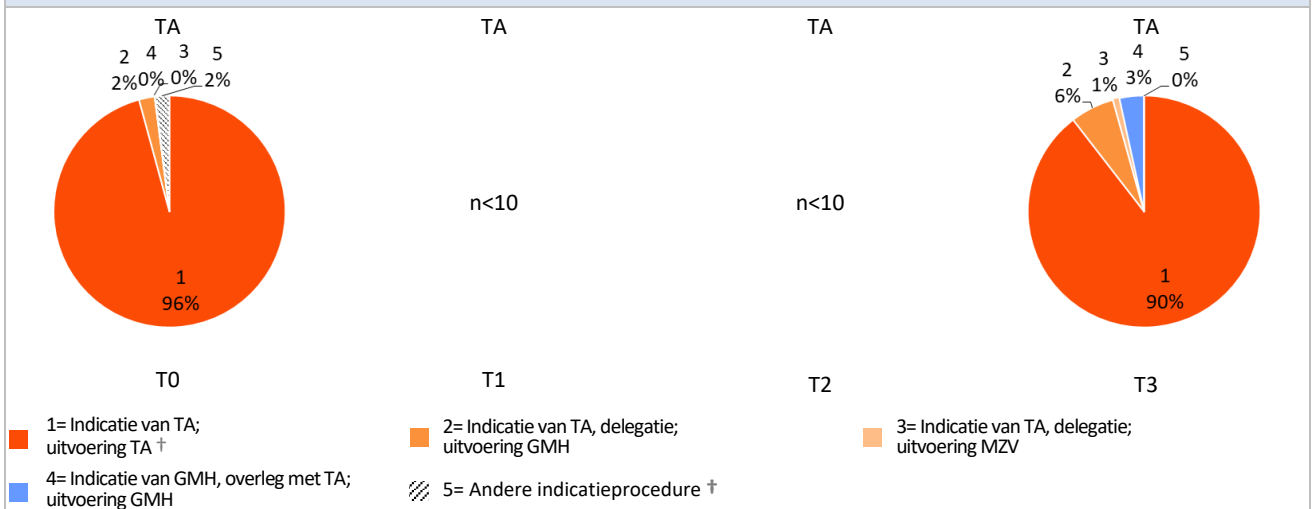 TA TA TA TA
2 4 3 5
2% 0% 0% 2%
2 3 4 5
6% 1% 3% 0%
n<10 n<10
1
96%
1
90%
T0 T1 T2 T3
1= Indicatie van TA;
uitvoering TA †
2= Indicatie van TA, delegatie;
uitvoering GMH
3= Indicatie van TA, delegatie;
uitvoering MZV
4= Indicatie van GMH, overleg met TA;
uitvoering GMH
5= Andere indicatieprocedure †